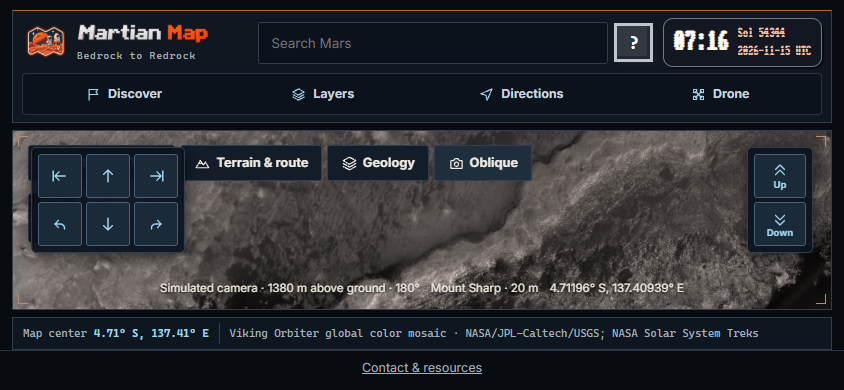 Martian Map
Bedrock to Redrock
Search Mars
?
07:16
Sol 54344
2026-11-15 UTC
Discover
Layers
Directions
Drone
Terrain & route
Geology
Oblique
Up
Down
Simulated camera · 1380 m above ground · 180° Mount Sharp · 20 m 4.71196° S, 137.40939° E
Map center 4.71° S, 137.41° E
Viking Orbiter global color mosaic · NASA/JPL-Caltech/USGS; NASA Solar System Treks
Contact & resources